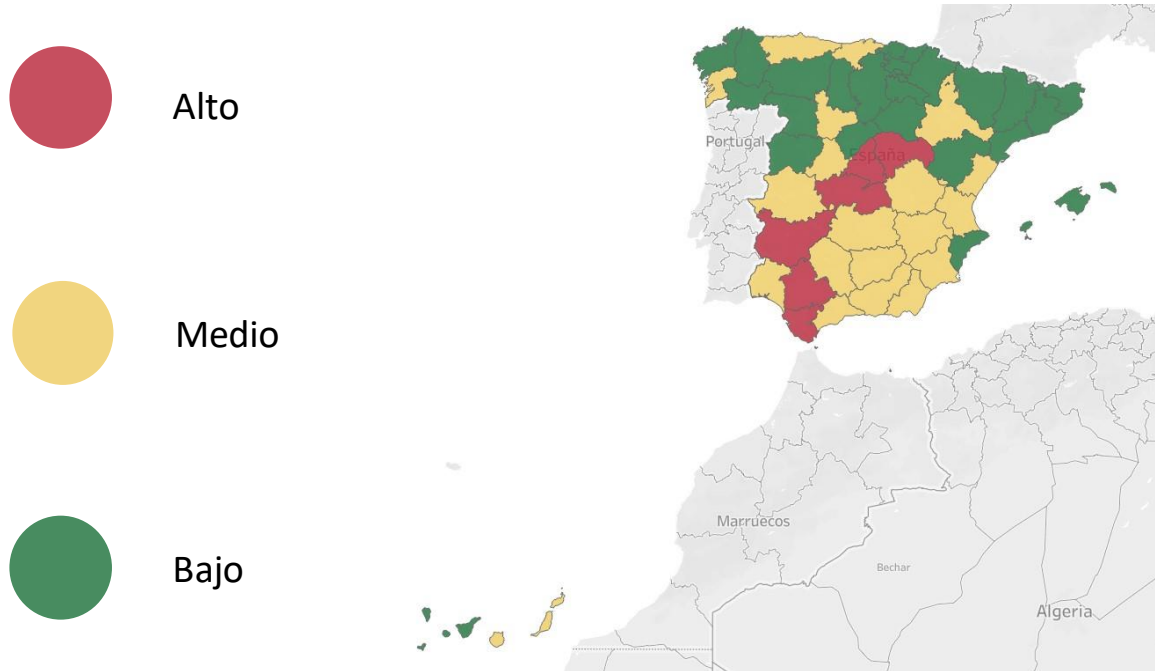 Alto
Medio
Bajo
Portugal
España
Marruecos
Bechar
Algeria